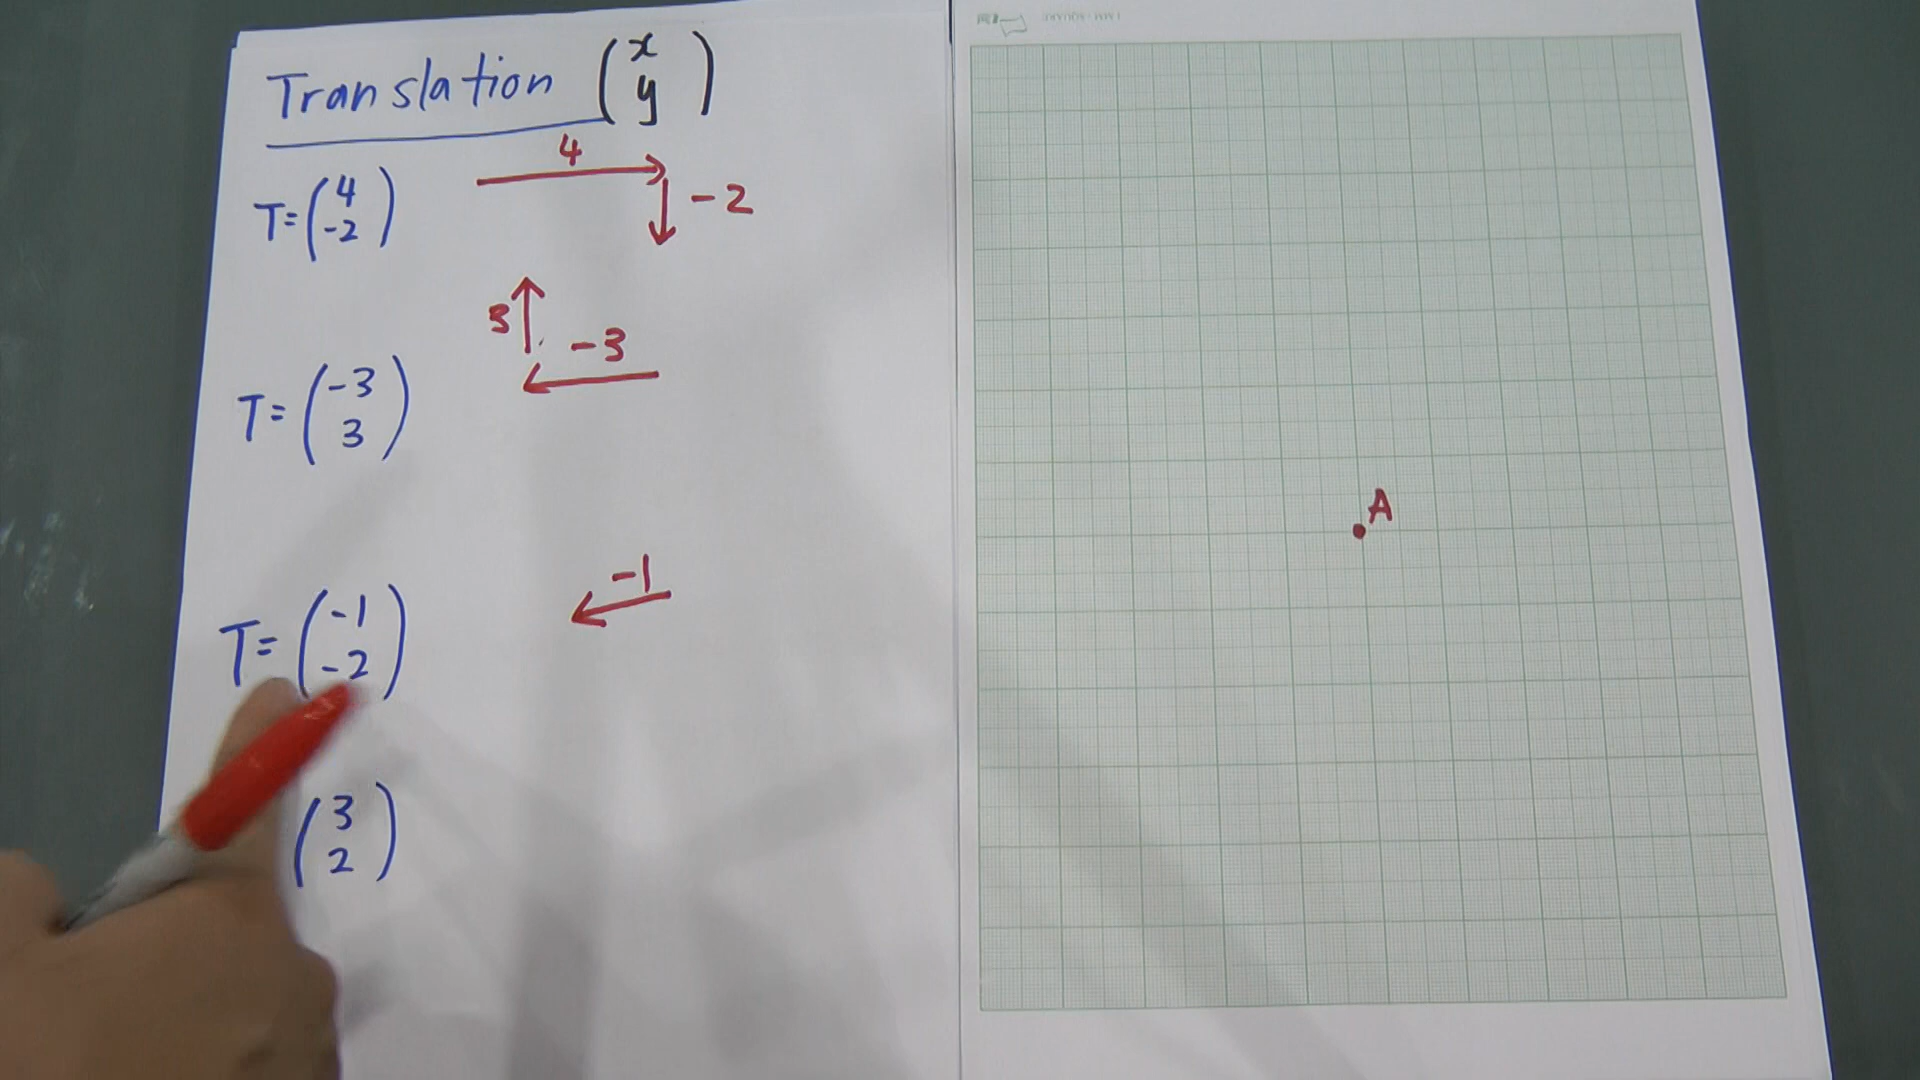 Translation (x
y)
T=(4
-2)
4
-2
T=(-3
3)
3
-3
T=(-1
-2)
-1
(3
2)
A